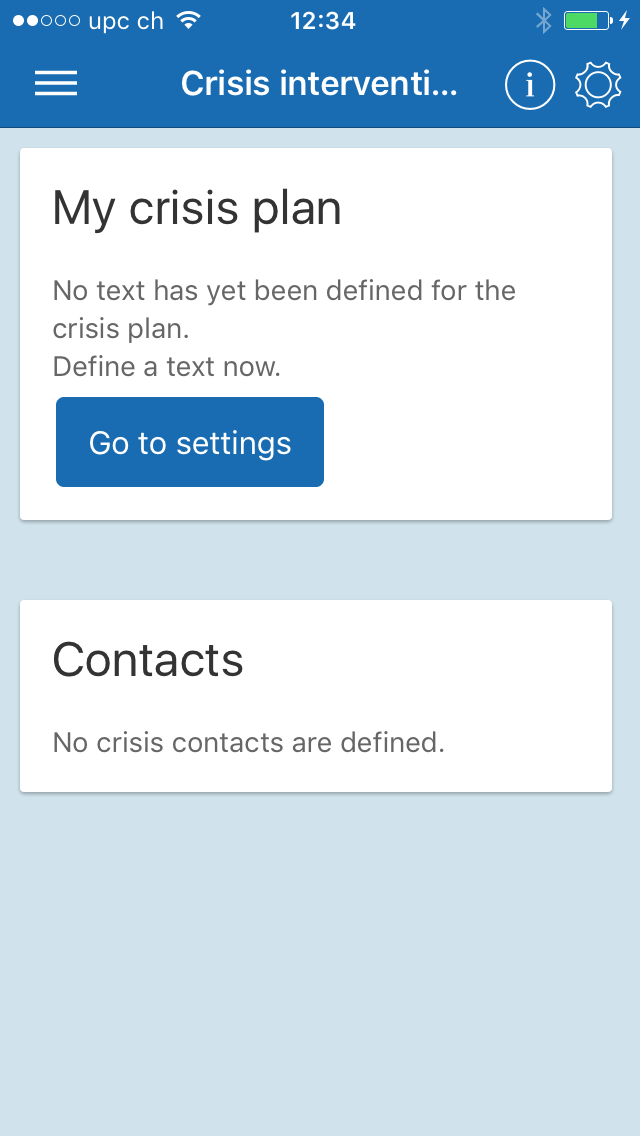 upc ch 12:34
Crisis interventi...
My crisis plan
No text has yet been defined for the
crisis plan.
Define a text now.
Go to settings
Contacts
No crisis contacts are defined.